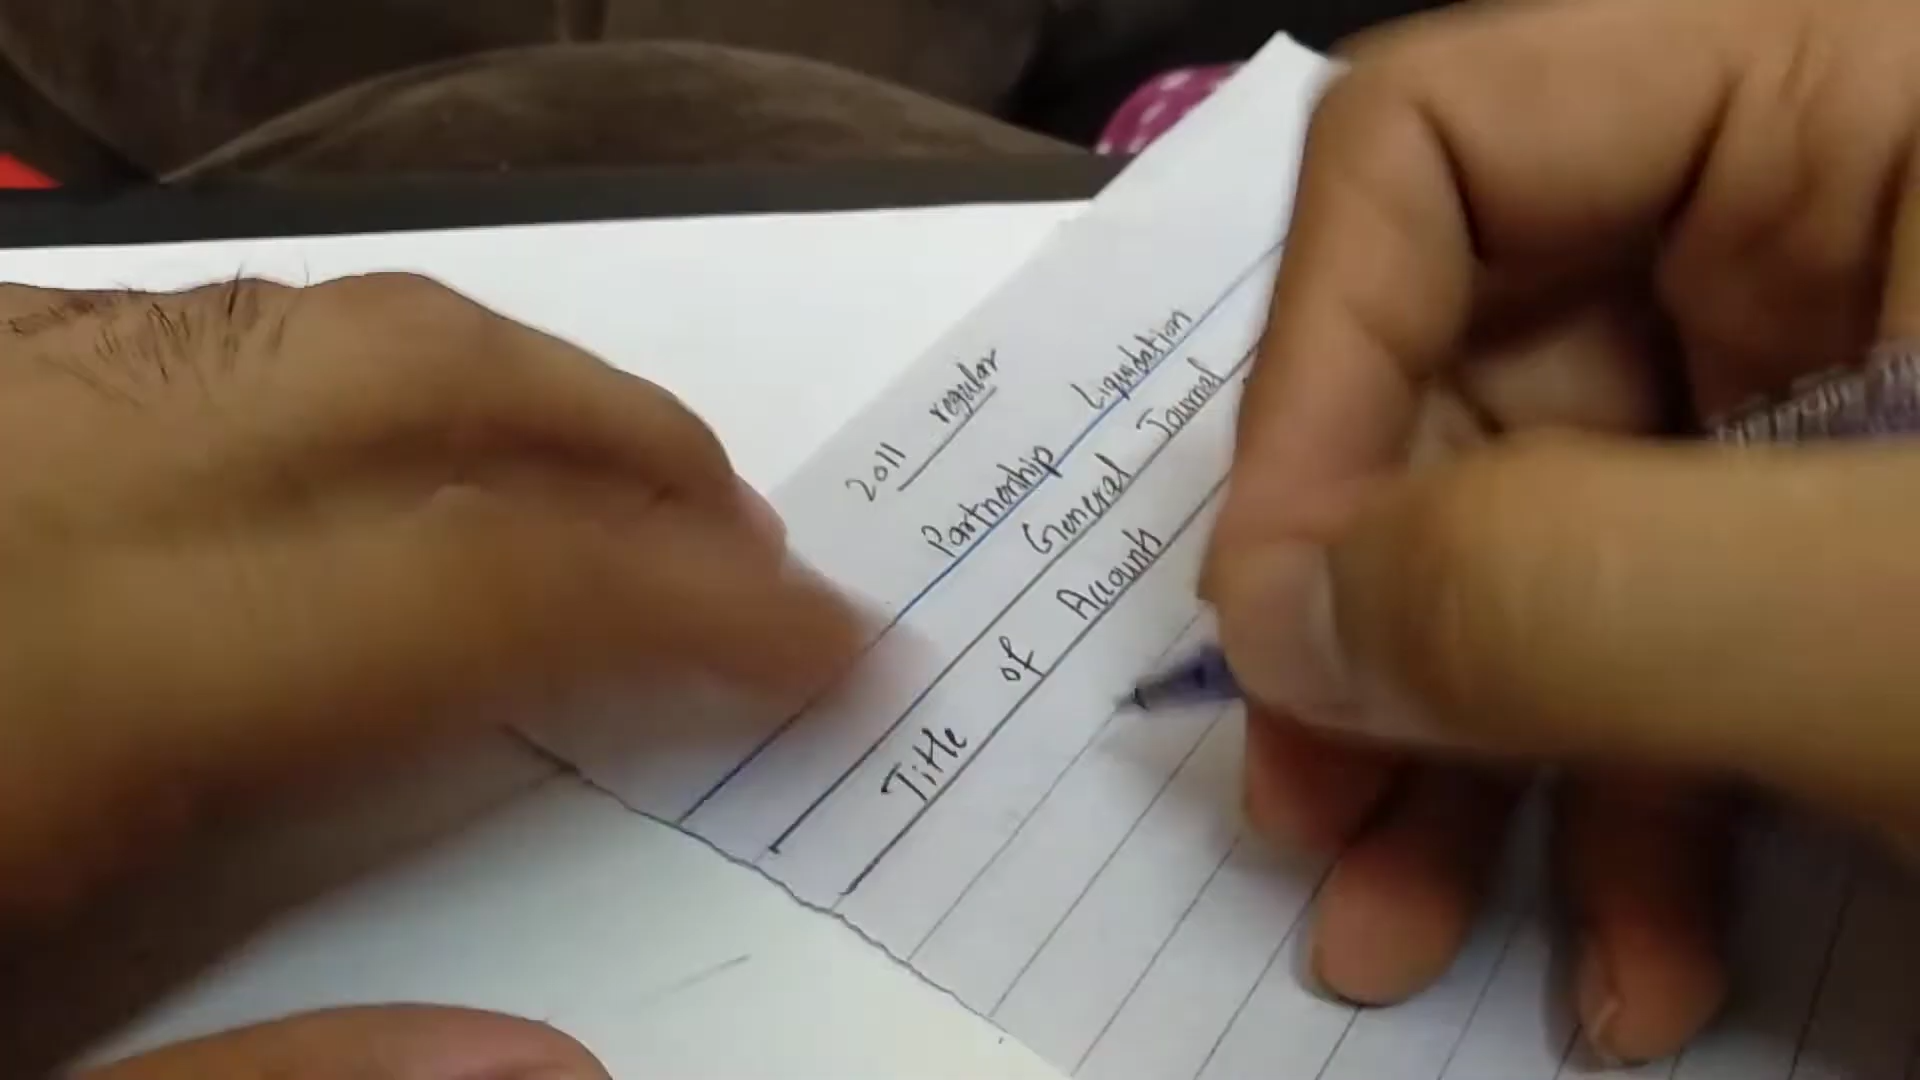 2011 regular
Partnership Liquidation
General Journal
Title of Accounts